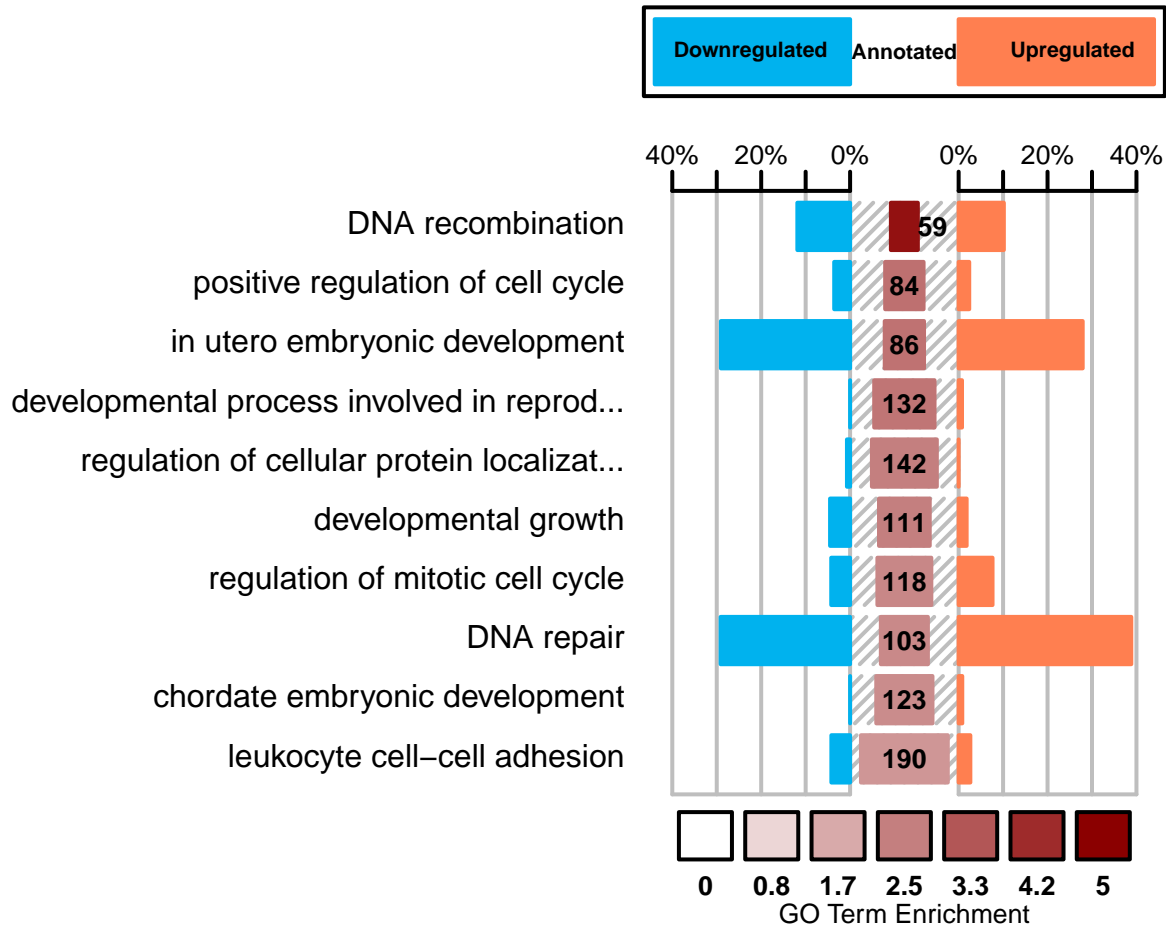 Downregulated Annotated Upregulated
40% 20% 0% 0% 20% 40%
DNA recombination 59
positive regulation of cell cycle 84
in utero embryonic development 86
developmental process involved in reprod... 132
regulation of cellular protein localizat... 142
developmental growth 111
regulation of mitotic cell cycle 118
DNA repair 103
chordate embryonic development 123
leukocyte cell−cell adhesion 190
0 0.8 1.7 2.5 3.3 4.2 5
GO Term Enrichment